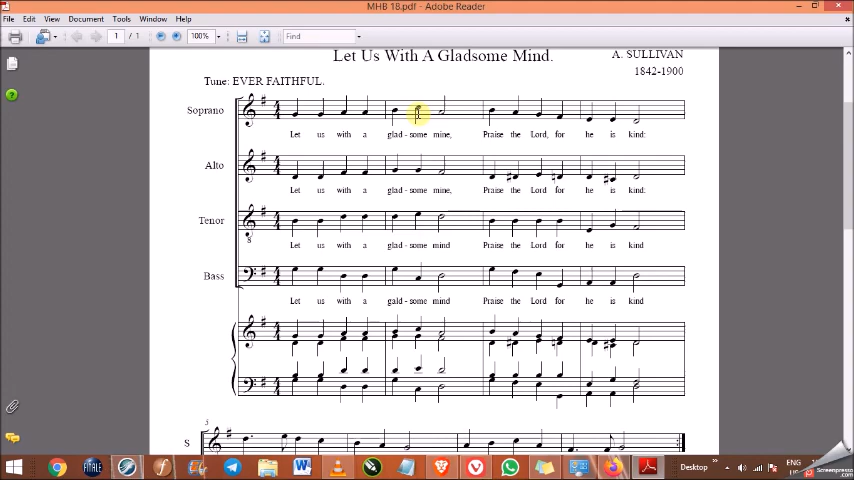 MHB 18.pdf - Adobe Reader
File Edit View Document Tools Window Help
1 / 1 100% Find
Let Us With A Gladsome Mind.
A. SULLIVAN
1842-1900
Tune: EVER FAITHFUL.
Soprano
Let us with a glad - some mine, Praise the Lord, for he is kind:
Alto
Let us with a glad - some mine, Praise the Lord for he is kind:
Tenor
8
Let us with a glad - some mind Praise the Lord for he is kind
Bass
Let us with a gald - some mind Praise the Lord for he is kind
5
S
FINALE
Desktop
ENG
Screenpresso